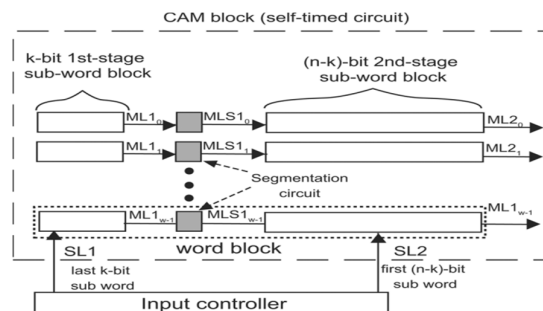 CAM block (self-timed circuit)
k-bit 1st-stage
sub-word block
(n-k)-bit 2nd-stage
sub-word block
ML1₀ MLS1₀ ML2₀
ML1₁ MLS1₁ ML2₁
Segmentation
circuit
ML1w-1 MLS1w-1 ML1w-1
word block
SL1 SL2
last k-bit
sub word
first (n-k)-bit
sub word
Input controller